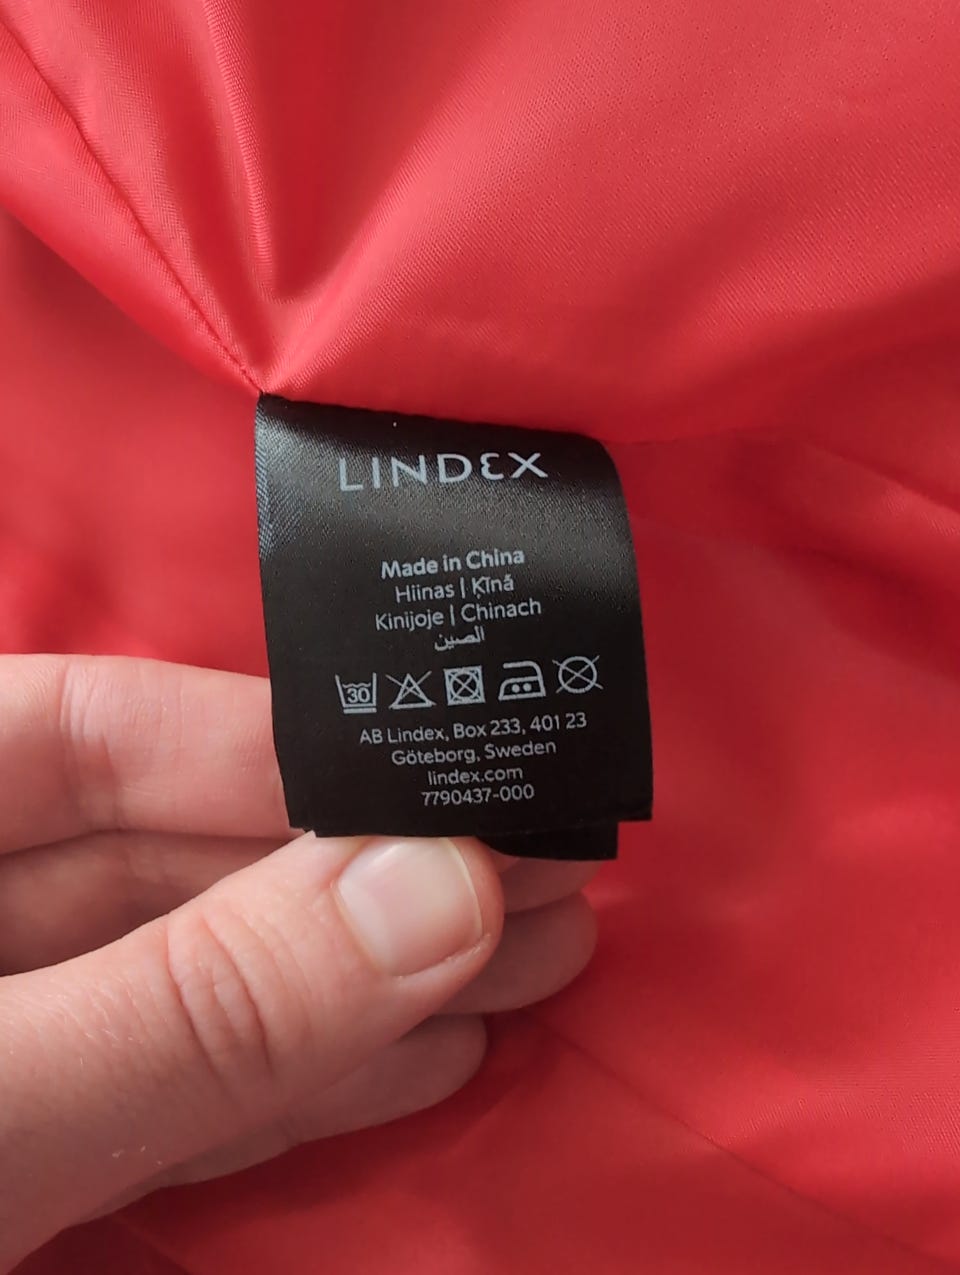 LINDEX
Made in China
Hiinas | Ķīnā
Kinijoje | Chinach
الصين
30
AB Lindex, Box 233, 401 23
Göteborg, Sweden
lindex.com
7790437-000